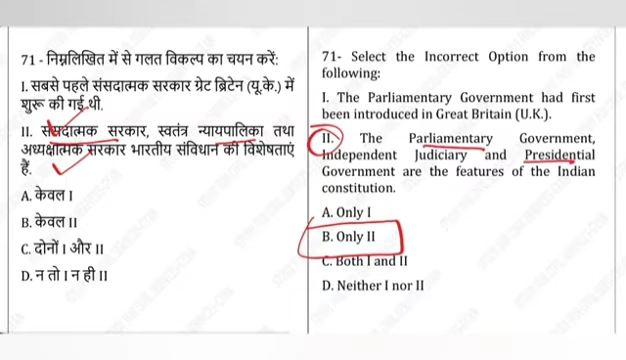 71 - निम्नलिखित में से गलत विकल्प का चयन करें:
I. सबसे पहले संसदात्मक सरकार ग्रेट ब्रिटेन (यू.के.) में
शुरू की गई थी.
II. संसदात्मक सरकार, स्वतंत्र न्यायपालिका तथा
अध्यक्षात्मक सरकार भारतीय संविधान की विशेषताएं
हैं.
A. केवल I
B. केवल II
C. दोनों I और II
D. न तो I न ही II
71- Select the Incorrect Option from the
following:
I. The Parliamentary Government had first
been introduced in Great Britain (U.K.).
II. The Parliamentary Government,
Independent Judiciary and Presidential
Government are the features of the Indian
constitution.
A. Only I
B. Only II
C. Both I and II
D. Neither I nor II